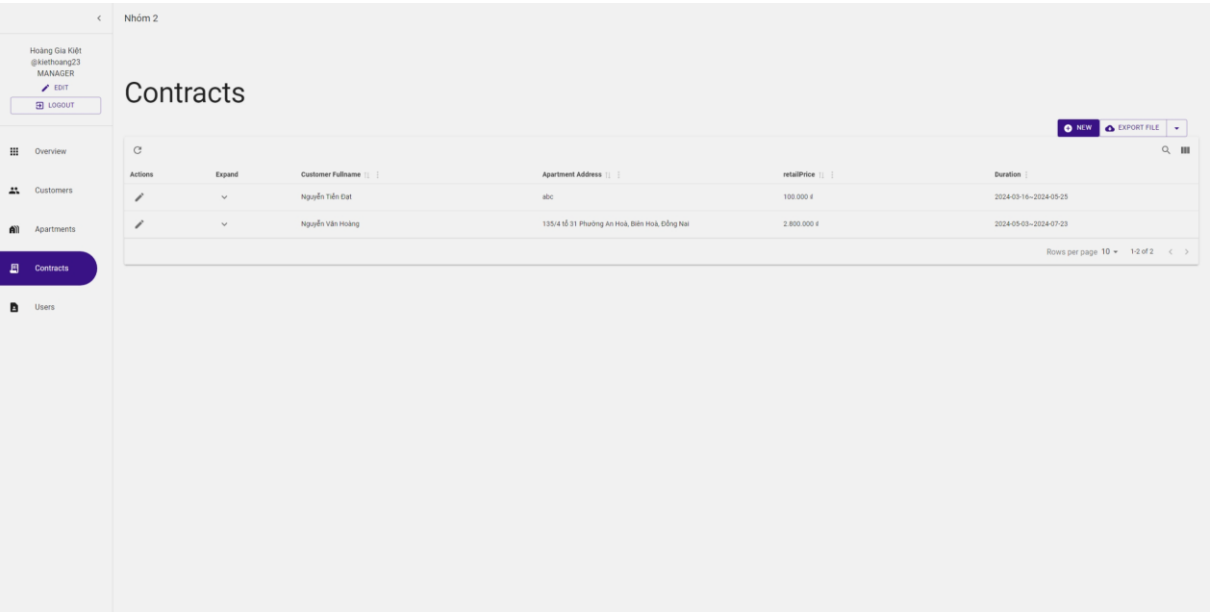 Nhóm 2
Hoàng Gia Kiệt
@kiethoang23
MANAGER
EDIT
LOGOUT
Overview
Customers
Apartments
Contracts
Users
Contracts
NEW
EXPORT FILE
Actions Expand Customer Fullname Apartment Address retailPrice Duration
Nguyễn Tiến Đạt abc 100.000 ₫ 2024-03-16~2024-05-25
Nguyễn Văn Hoàng 135/4 tổ 31 Phường An Hoà, Biên Hoà, Đồng Nai 2.800.000 ₫ 2024-05-03~2024-07-23
Rows per page 10 1-2 of 2